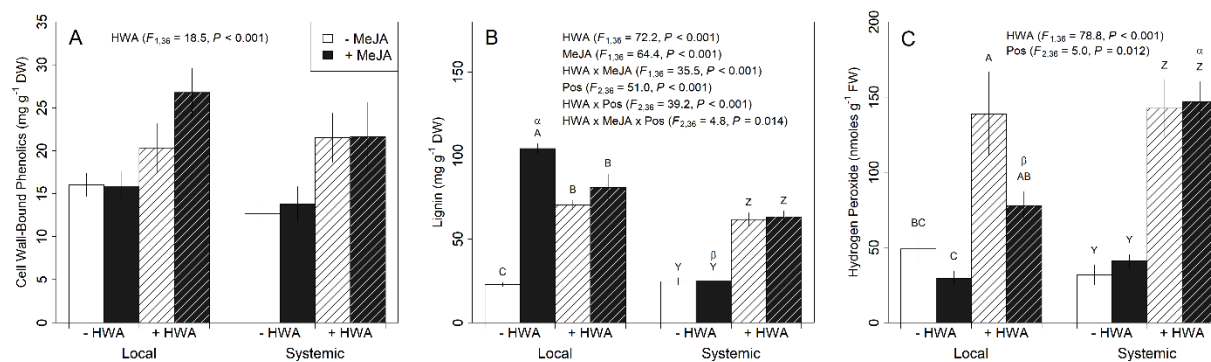 A
HWA (F1,36 = 18.5, P < 0.001)
- MeJA
+ MeJA
Cell Wall-Bound Phenolics (mg g-1 DW)
35
30
25
20
15
10
5
0
- HWA + HWA - HWA + HWA
Local Systemic
B
HWA (F1,36 = 72.2, P < 0.001)
MeJA (F1,36 = 64.4, P < 0.001)
HWA x MeJA (F1,36 = 35.5, P < 0.001)
Pos (F2,36 = 51.0, P < 0.001)
HWA x Pos (F2,36 = 39.2, P < 0.001)
HWA x MeJA x Pos (F2,36 = 4.8, P = 0.014)
Lignin (mg g-1 DW)
150
100
50
0
α
A
C
B
B
Y
β
Y
Z
Z
- HWA + HWA - HWA + HWA
Local Systemic
C
HWA (F1,36 = 78.8, P < 0.001)
Pos (F2,36 = 5.0, P = 0.012)
Hydrogen Peroxide (nmoles g-1 FW)
200
150
100
50
0
BC
C
A
β
AB
Y
Y
Z
α
Z
- HWA + HWA - HWA + HWA
Local Systemic